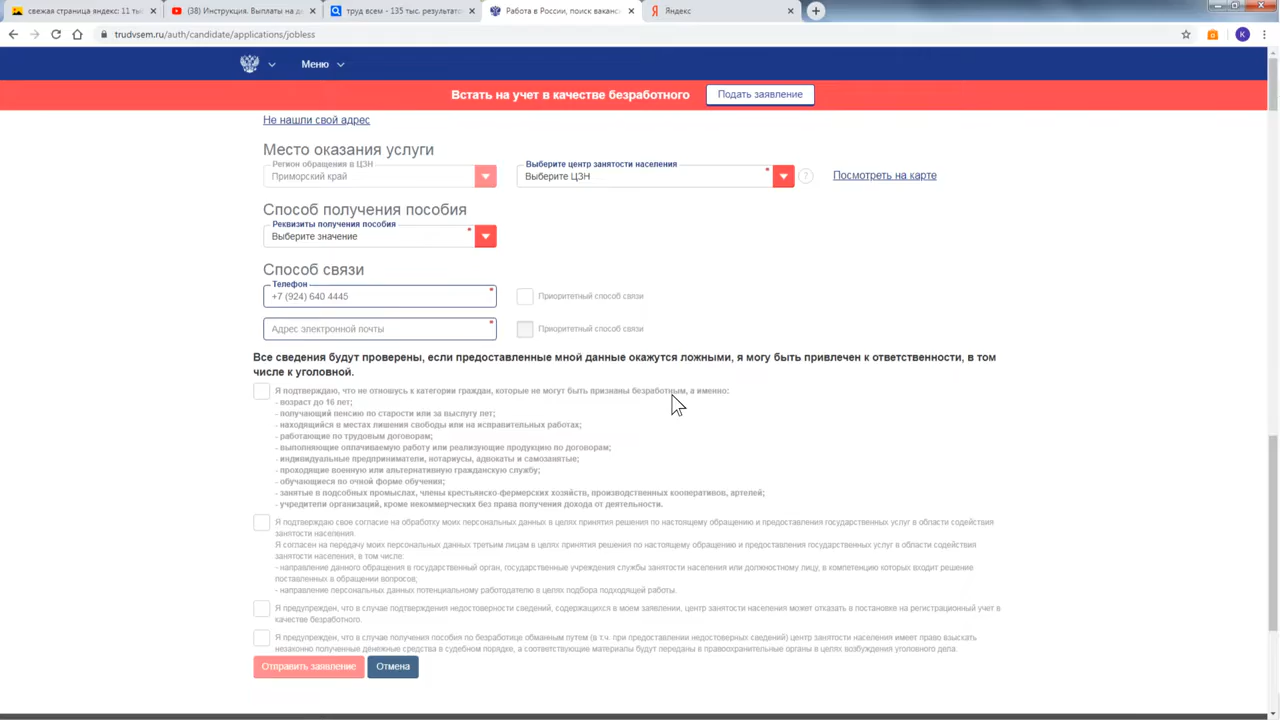 свежая страница яндекс: 11 ты
(38) Инструкция. Выплаты на д
труд всем - 135 тыс. результато
Работа в России, поиск ваканс
Яндекс
trudvsem.ru/auth/candidate/applications/jobless
К
Меню
Встать на учет в качестве безработного
Подать заявление
Не нашли свой адрес
Место оказания услуги
Регион обращения в ЦЗН
Приморский край
Выберите центр занятости населения *
Выберите ЦЗН
?
Посмотреть на карте
Способ получения пособия
Реквизиты получения пособия *
Выберите значение
Способ связи
Телефон *
+7 (924) 640 4445
Приоритетный способ связи
Адрес электронной почты *
Приоритетный способ связи
Все сведения будут проверены, если предоставленные мной данные окажутся ложными, я могу быть привлечен к ответственности, в том
числе к уголовной.
Я подтверждаю, что не отношусь к категории граждан, которые не могут быть признаны безработным, а именно:
- возраст до 16 лет;
- получающий пенсию по старости или за выслугу лет;
- находящийся в местах лишения свободы или на исправительных работах;
- работающие по трудовым договорам;
- выполняющие оплачиваемую работу или реализующие продукцию по договорам;
- индивидуальные предприниматели, нотариусы, адвокаты и самозанятые;
- проходящие военную или альтернативную гражданскую службу;
- обучающиеся по очной форме обучения;
- занятые в подсобных промыслах, члены крестьянско-фермерских хозяйств, производственных кооперативов, артелей;
- учредители организаций, кроме некоммерческих без права получения дохода от деятельности.
Я подтверждаю свое согласие на обработку моих персональных данных в целях принятия решения по настоящему обращению и предоставления государственных услуг в области содействия
занятости населения.
Я согласен на передачу моих персональных данных третьим лицам в целях принятия решения по настоящему обращению и предоставления государственных услуг в области содействия
занятости населения, в том числе:
- направление данного обращения в государственный орган, государственные учреждения службы занятости населения или должностному лицу, в компетенцию которых входит решение
поставленных в обращении вопросов;
- направление персональных данных потенциальному работодателю в целях подбора подходящей работы.
Я предупрежден, что в случае подтверждения недостоверности сведений, содержащихся в моем заявлении, центр занятости населения может отказать в постановке на регистрационный учет в
качестве безработного.
Я предупрежден, что в случае получения пособия по безработице обманным путем (в т.ч. при предоставлении недостоверных сведений) центр занятости населения имеет право взыскать
незаконно полученные денежные средства в судебном порядке, а соответствующие материалы будут переданы в правоохранительные органы в целях возбуждения уголовного дела.
Отправить заявление
Отмена